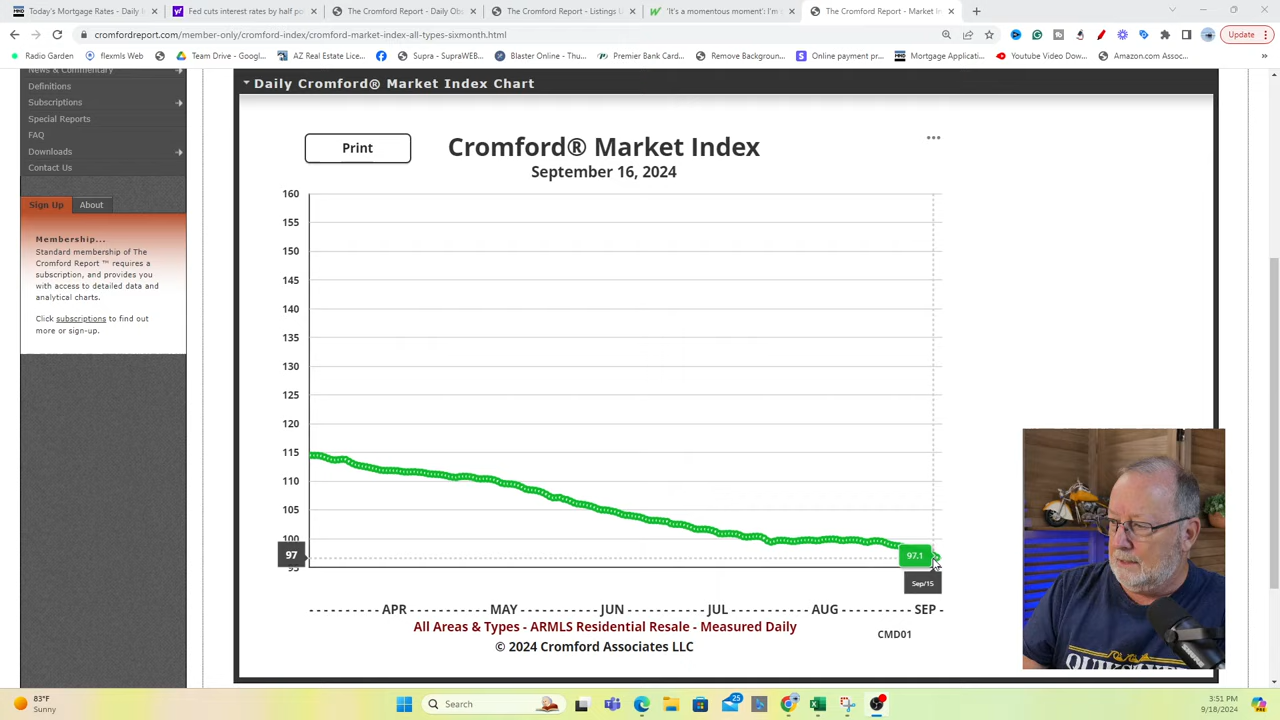 Today's Mortgage Rates - Daily In
Fed cuts interest rates by half po
The Cromford Report - Daily Cr
The Cromford Report - Listings U
'It's a momentous moment': I'm t
The Cromford Report - Market In
cromfordreport.com/member-only/cromford-index/cromford-market-index-all-types-sixmonth.html
Update
Radio Garden
flexmls Web
Team Drive - Googl...
AZ Real Estate Lice...
Supra - SupraWEB...
Blaster Online - Thu...
Premier Bank Card...
Remove Background...
Online payment pr...
Mortgage Applicati...
Youtube Video Dow...
Amazon.com Assoc...
News & Commentary
Definitions
Subscriptions
Special Reports
FAQ
Downloads
Contact Us
Sign Up
About
Membership...
Standard membership of The
Cromford Report ™ requires a
subscription, and provides you
with access to detailed data and
analytical charts.
Click subscriptions to find out
more or sign-up.
Daily Cromford® Market Index Chart
Print
Cromford® Market Index
September 16, 2024
160
155
150
145
140
135
130
125
120
115
110
105
100
97
95
97.1
Sep/15
- - - - - - - - - - APR - - - - - - - - - - MAY - - - - - - - - - - JUN - - - - - - - - - - JUL - - - - - - - - - - AUG - - - - - - - - - - SEP -
All Areas & Types - ARMLS Residential Resale - Measured Daily
CMD01
© 2024 Cromford Associates LLC
83°F
Sunny
Search
25
3:51 PM
9/18/2024